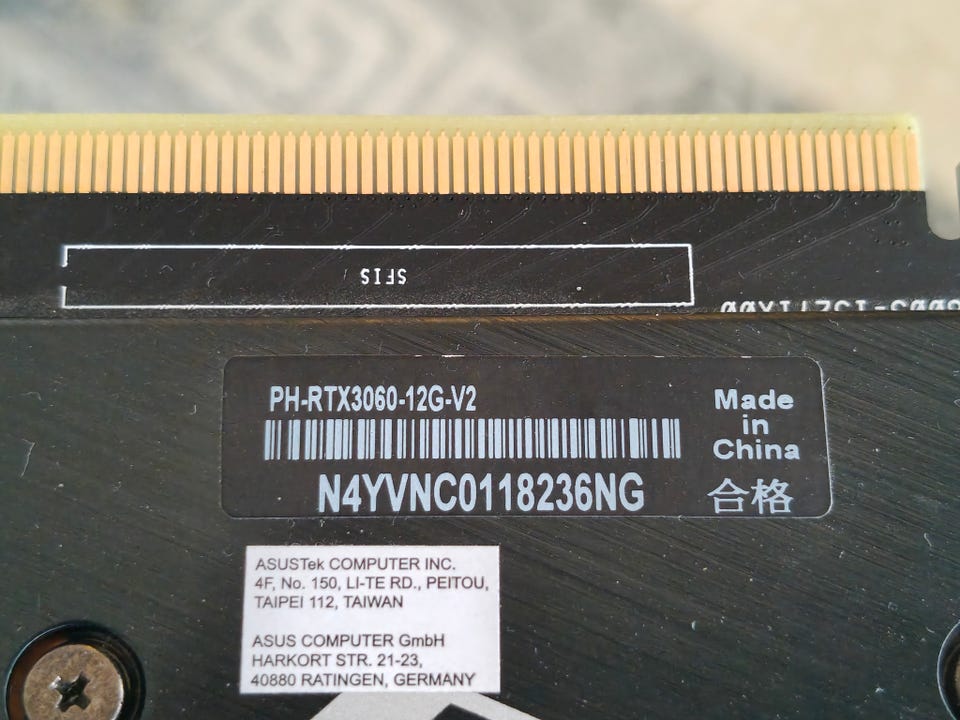 SFIS
PH-RTX3060-12G-V2
N4YVNC0118236NG
Made
in
China
合格
ASUSTek COMPUTER INC.
4F, No. 150, LI-TE RD., PEITOU,
TAIPEI 112, TAIWAN
ASUS COMPUTER GmbH
HARKORT STR. 21-23,
40880 RATINGEN, GERMANY